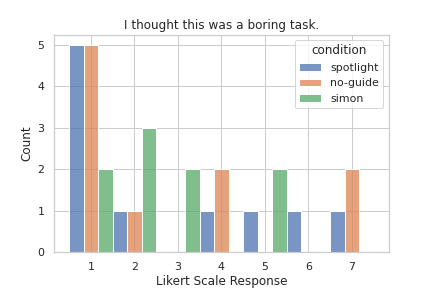 I thought this was a boring task.
condition
spotlight
no-guide
simon
Count
5
4
3
2
1
0
1 2 3 4 5 6 7
Likert Scale Response